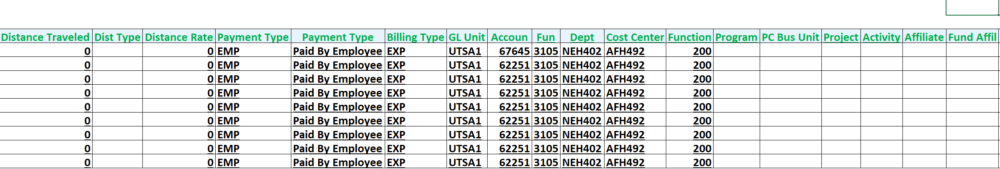 Distance Traveled Dist Type Distance Rate Payment Type Payment Type Billing Type GL Unit Accoun Fun Dept Cost Center Function Program PC Bus Unit Project Activity Affiliate Fund Affil
0 0 EMP Paid By Employee EXP UTSA1 67645 3105 NEH402 AFH492 200
0 0 EMP Paid By Employee EXP UTSA1 62251 3105 NEH402 AFH492 200
0 0 EMP Paid By Employee EXP UTSA1 62251 3105 NEH402 AFH492 200
0 0 EMP Paid By Employee EXP UTSA1 62251 3105 NEH402 AFH492 200
0 0 EMP Paid By Employee EXP UTSA1 62251 3105 NEH402 AFH492 200
0 0 EMP Paid By Employee EXP UTSA1 62251 3105 NEH402 AFH492 200
0 0 EMP Paid By Employee EXP UTSA1 62251 3105 NEH402 AFH492 200
0 0 EMP Paid By Employee EXP UTSA1 62251 3105 NEH402 AFH492 200
0 0 EMP Paid By Employee EXP UTSA1 62251 3105 NEH402 AFH492 200